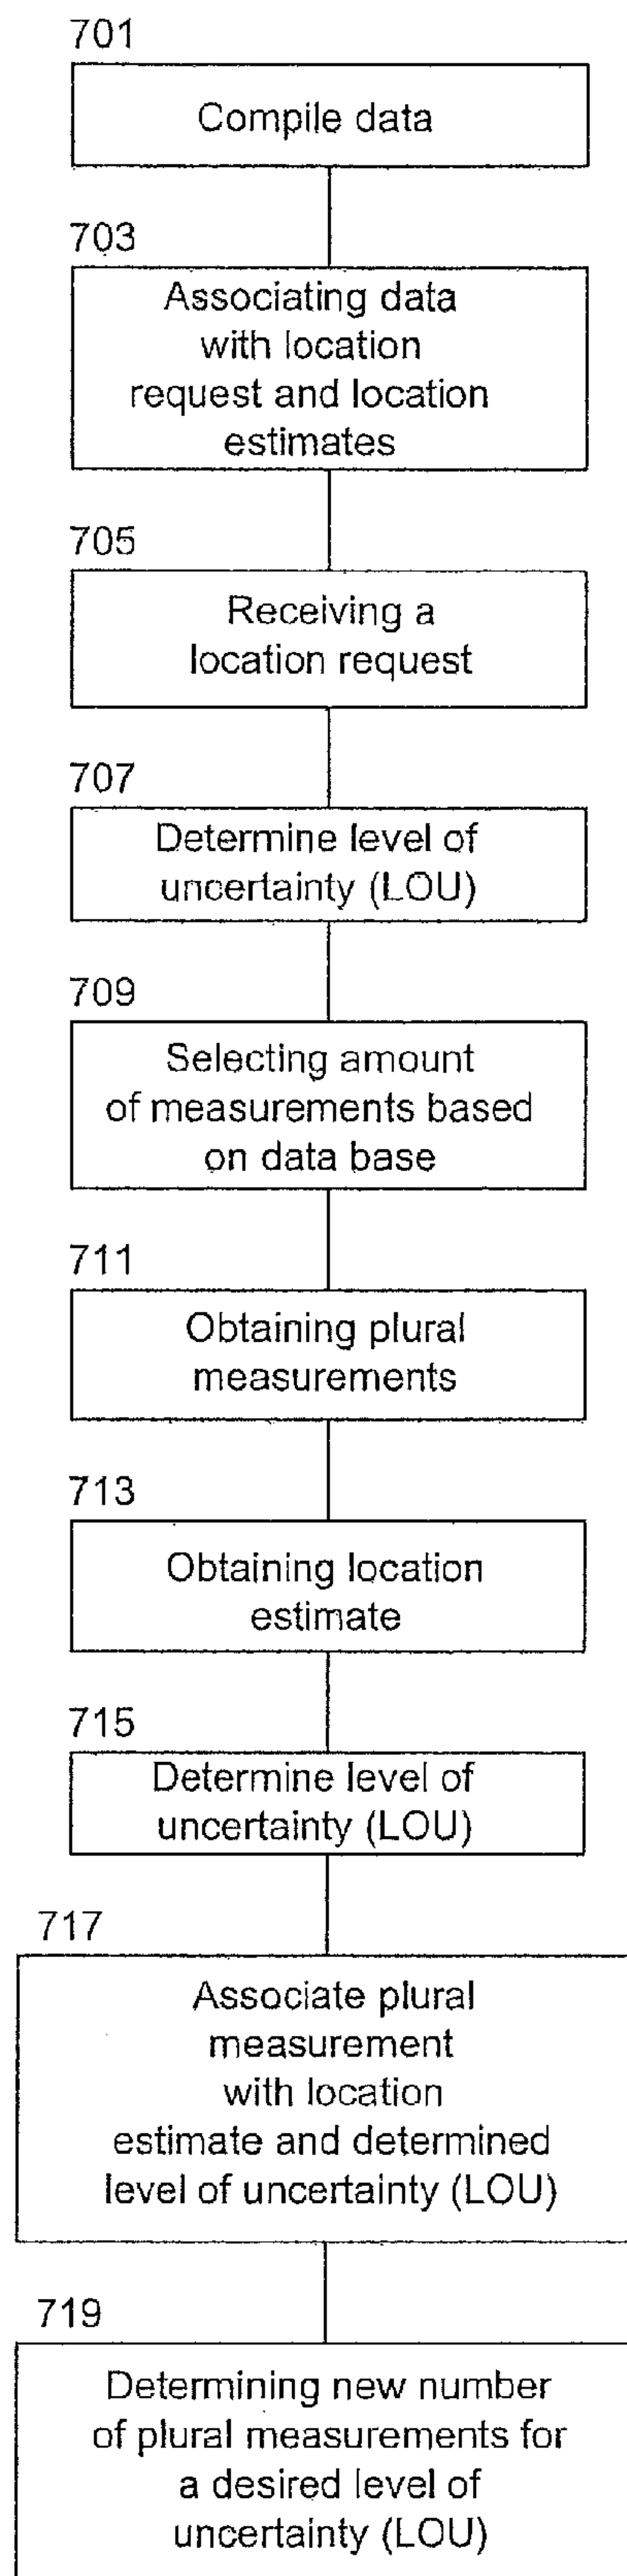 701
Compile data
703
Associating data
with location
request and location
estimates
705
Receiving a
location request
707
Determine level of
uncertainty (LOU)
709
Selecting amount
of measurements based
on data base
711
Obtaining plural
measurements
713
Obtaining location
estimate
715
Determine level of
uncertainty (LOU)
717
Associate plural
measurement
with location
estimate and determined
level of uncertainty (LOU)
719
Determining new number
of plural measurements for
a desired level of
uncertainty (LOU)